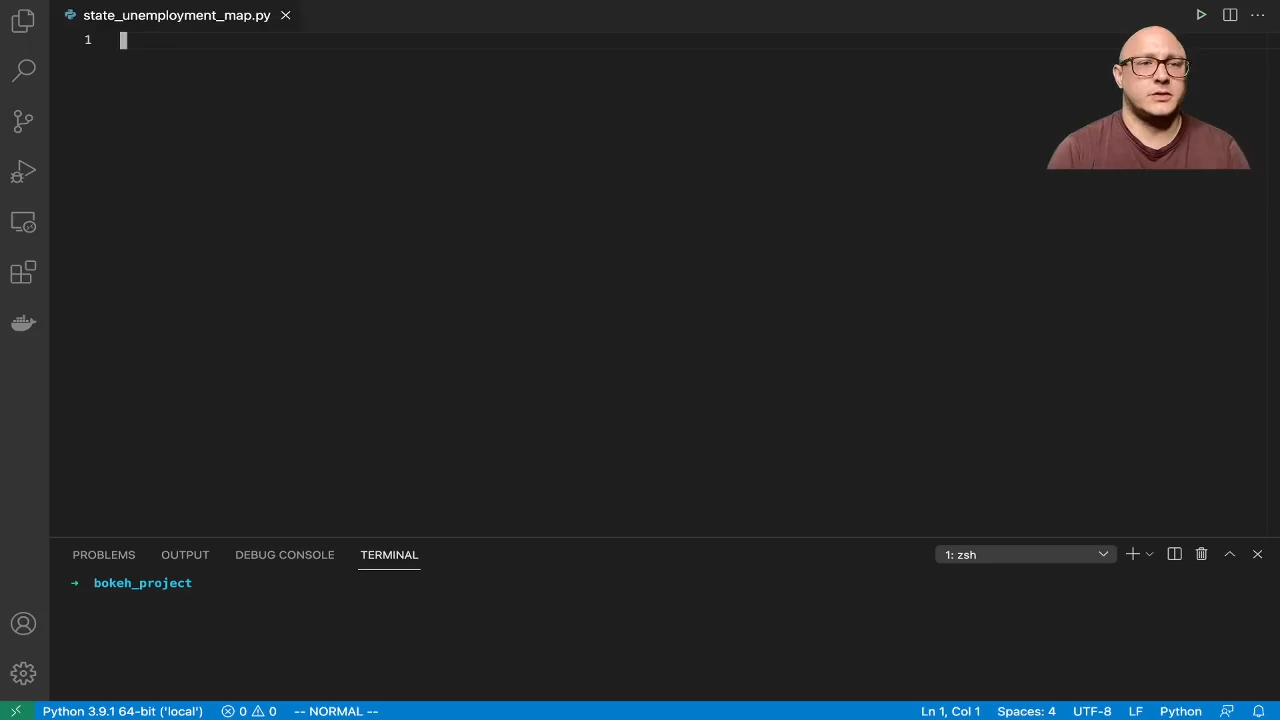 state_unemployment_map.py
1
PROBLEMS OUTPUT DEBUG CONSOLE TERMINAL 1: zsh
→ bokeh_project
Python 3.9.1 64-bit ('local') 0 0 -- NORMAL -- Ln 1, Col 1 Spaces: 4 UTF-8 LF Python